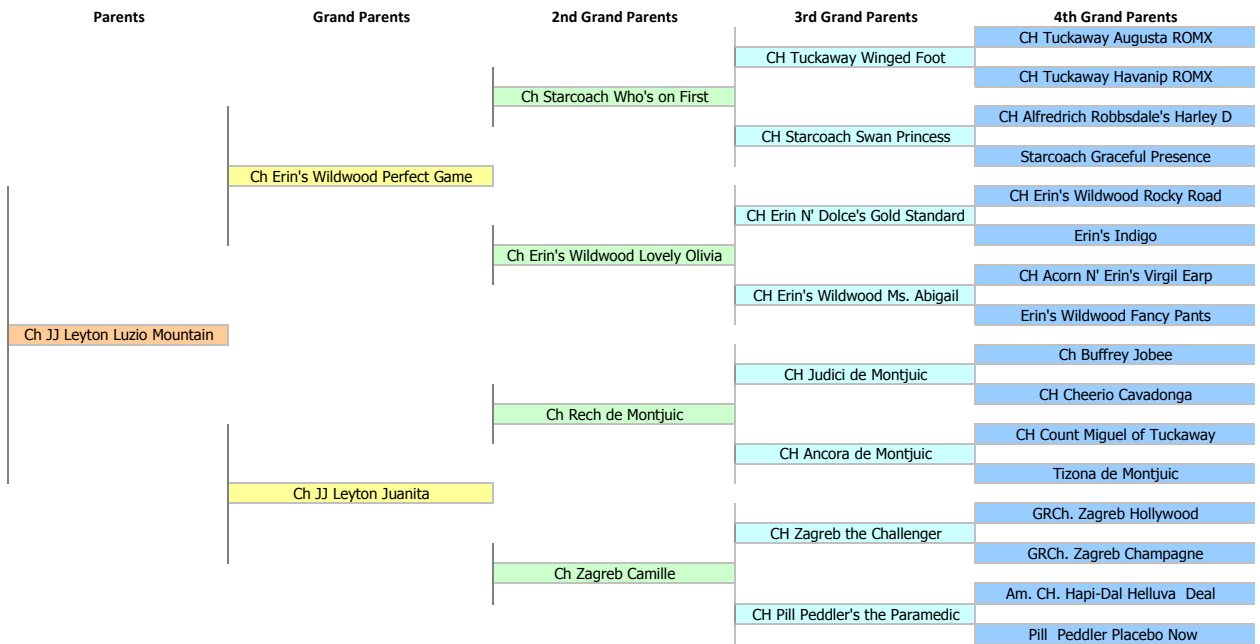 Parents Grand Parents 2nd Grand Parents 3rd Grand Parents 4th Grand Parents
CH Tuckaway Augusta ROMX
CH Tuckaway Winged Foot
CH Tuckaway Havanip ROMX
Ch Starcoach Who's on First
CH Alfredrich Robbsdale's Harley D
CH Starcoach Swan Princess
Starcoach Graceful Presence
Ch Erin's Wildwood Perfect Game
CH Erin's Wildwood Rocky Road
CH Erin N' Dolce's Gold Standard
Erin's Indigo
Ch Erin's Wildwood Lovely Olivia
CH Acorn N' Erin's Virgil Earp
CH Erin's Wildwood Ms. Abigail
Erin's Wildwood Fancy Pants
Ch JJ Leyton Luzio Mountain
Ch Buffrey Jobee
CH Judici de Montjuic
CH Cheerio Cavadonga
Ch Rech de Montjuic
CH Count Miguel of Tuckaway
CH Ancora de Montjuic
Tizona de Montjuic
Ch JJ Leyton Juanita
GRCh. Zagreb Hollywood
CH Zagreb the Challenger
GRCh. Zagreb Champagne
Ch Zagreb Camille
Am. CH. Hapi-Dal Helluva Deal
CH Pill Peddler's the Paramedic
Pill Peddler Placebo Now